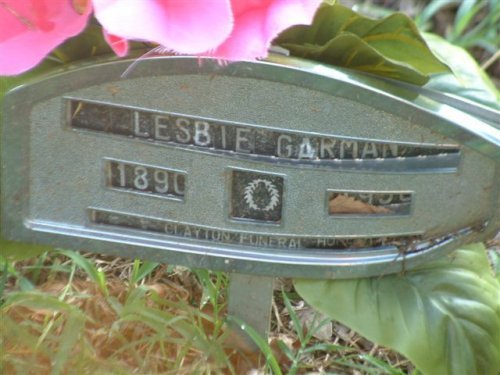 LESBIE GARMAN
1890
CLAYTON FUNERAL HOME